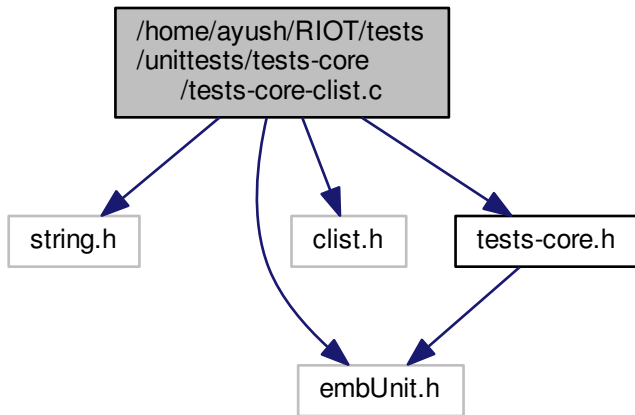 /home/ayush/RIOT/tests
/unittests/tests-core
/tests-core-clist.c
string.h
clist.h
tests-core.h
embUnit.h